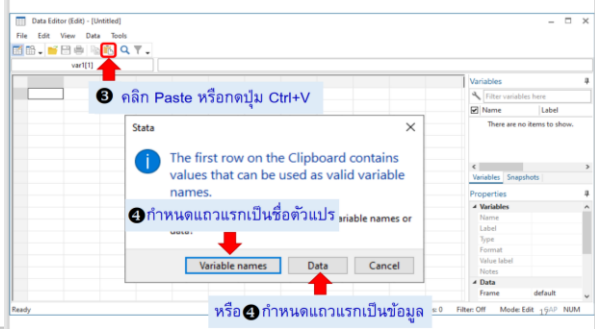 Data Editor (Edit) - [Untitled]
File Edit View Data Tools
var1[1]
❸ คลิก Paste หรือกดปุ่ม Ctrl+V
Stata
The first row on the Clipboard contains
values that can be used as valid variable
names.
❹กำหนดแถวแรกเป็นชื่อตัวแปร
ariable names or
data?
Variable names Data Cancel
หรือ❹กำหนดแถวแรกเป็นข้อมูล
Variables
Filter variables here
Name Label
There are no items to show.
Variables Snapshots
Properties
Variables
Name
Label
Type
Format
Value label
Notes
Data
Frame default
Ready
s: 0 Filter: Off Mode: Edit AP NUM